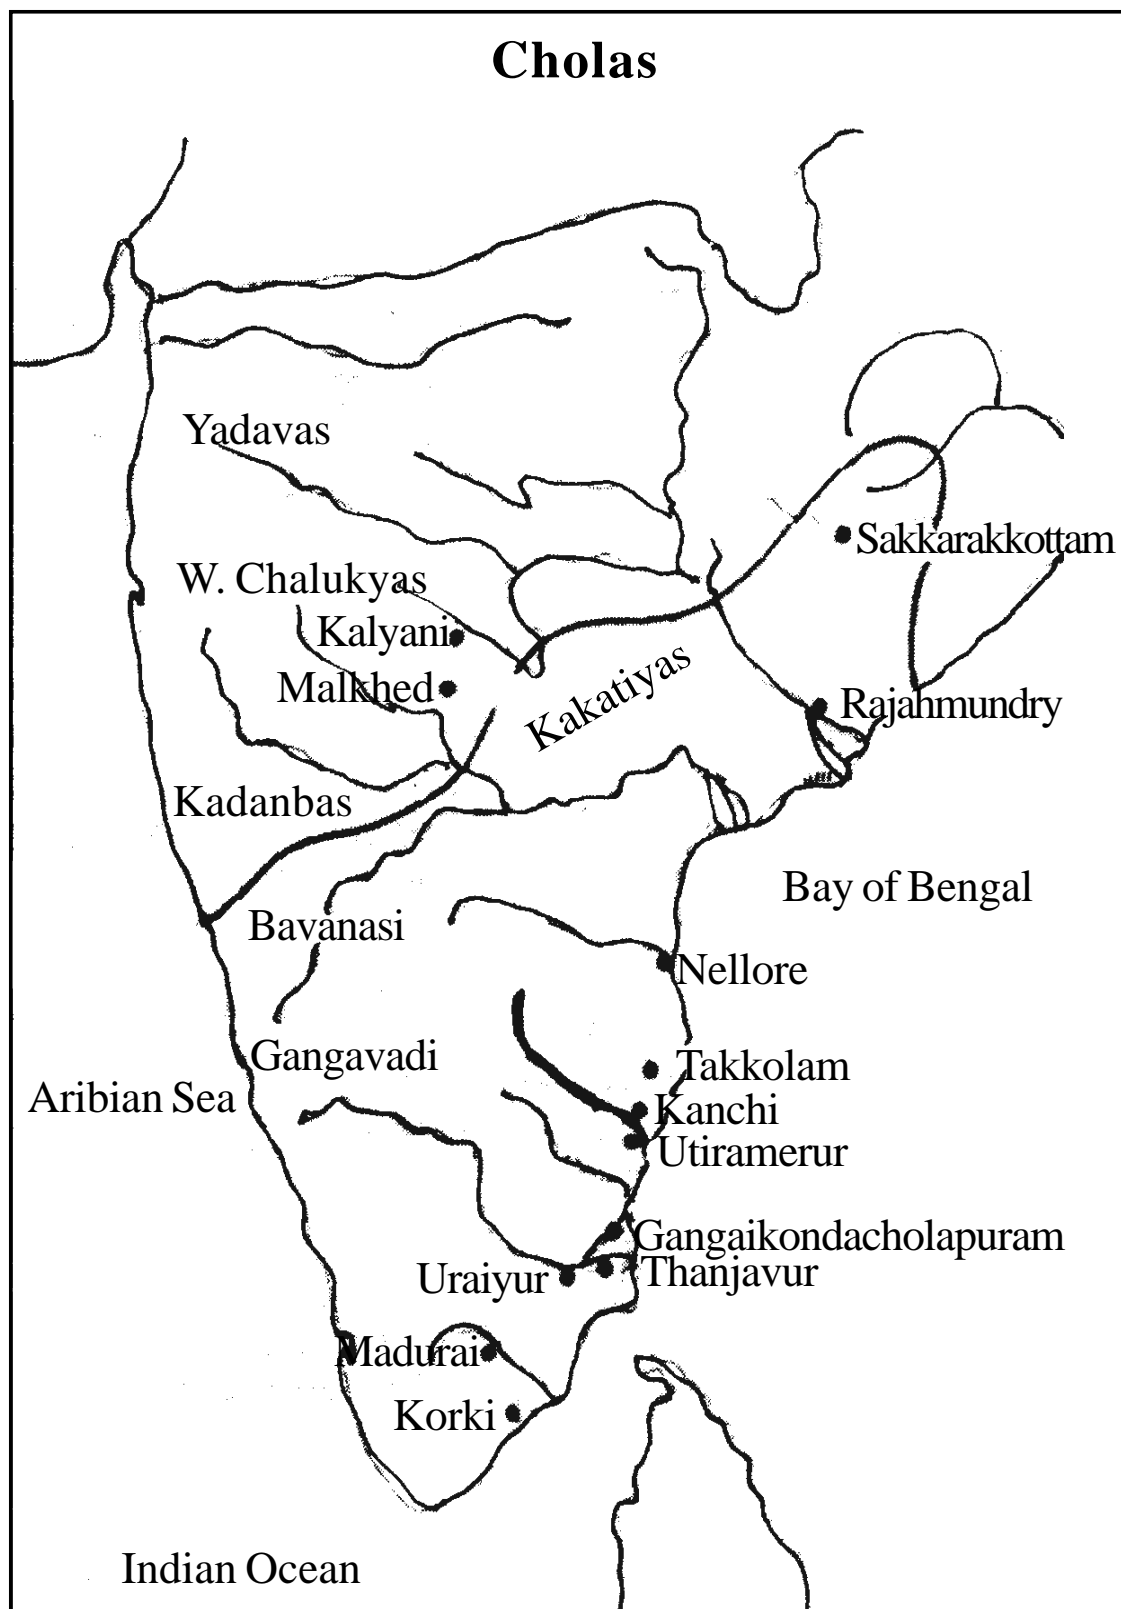 Cholas
Yadavas
Sakkarakkottam
W. Chalukyas
Kalyani
Malkhed
Kakatiyas
Rajahmundry
Kadanbas
Bay of Bengal
Bavanasi
Nellore
Gangavadi
Takkolam
Aribian Sea
Kanchi
Utiramerur
Gangaikondacholapuram
Uraiyur
Thanjavur
Madurai
Korki
Indian Ocean